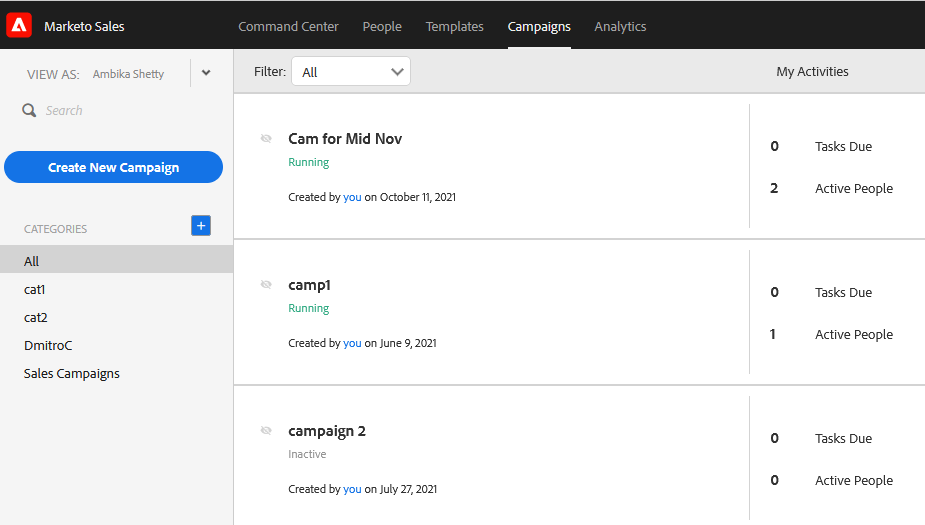 Marketo Sales
Command Center People Templates Campaigns Analytics
VIEW AS: Ambika Shetty
Search
Create New Campaign
CATEGORIES +
All
cat1
cat2
DmitroC
Sales Campaigns
Filter: All My Activities
Cam for Mid Nov
Running
Created by you on October 11, 2021
0 Tasks Due
2 Active People
camp1
Running
Created by you on June 9, 2021
0 Tasks Due
1 Active People
campaign 2
Inactive
Created by you on July 27, 2021
0 Tasks Due
0 Active People